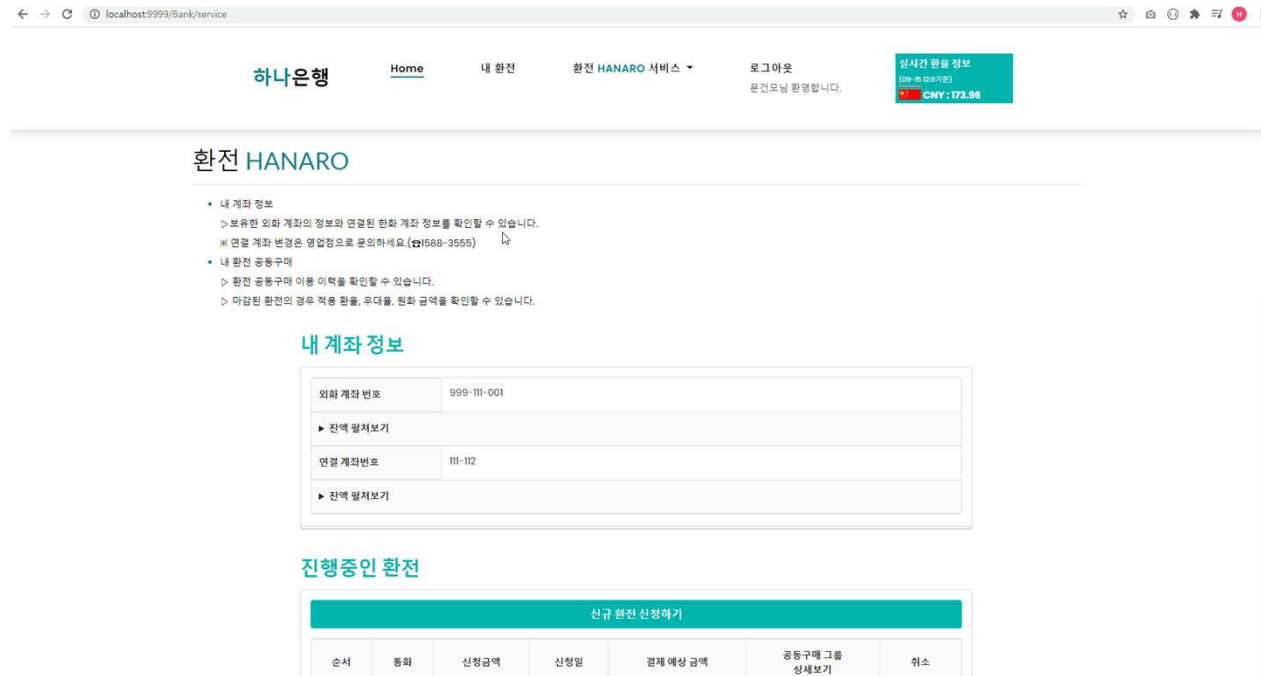 localhost:9999/Bank/service
H
하나은행
Home
내 환전
환전 HANARO 서비스
로그아웃
문건모님 환영합니다.
실시간 환율 정보
(09-15 12:11기준)
CNY : 173.96
환전 HANARO
• 내 계좌 정보
▷보유한 외화 계좌의 정보와 연결된 한화 계좌 정보를 확인할 수 있습니다.
※ 연결 계좌 변경은 영업점으로 문의하세요.(☎1588-3555)
• 내 환전 공동구매
▷ 환전 공동구매 이용 이력을 확인할 수 있습니다.
▷ 마감된 환전의 경우 적용 환율, 우대율, 원화 금액을 확인할 수 있습니다.
내 계좌 정보
외화 계좌 번호 999-111-001
▶ 잔액 펼쳐보기
연결 계좌번호 111-112
▶ 잔액 펼쳐보기
진행중인 환전
신규 환전 신청하기
순서 통화 신청금액 신청일 결제 예상 금액 공동구매 그룹 취소
상세보기